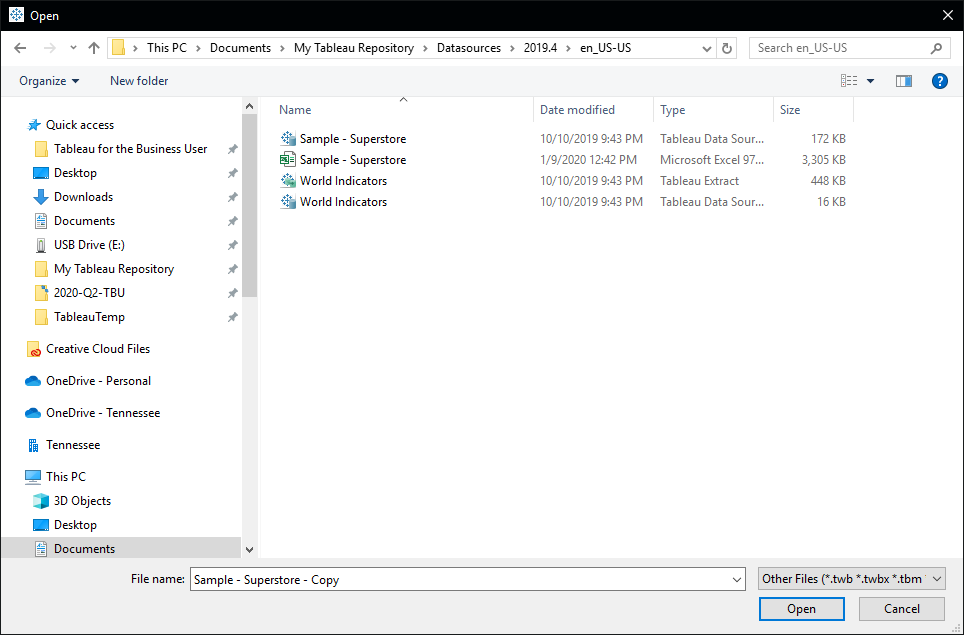 Open
This PC > Documents > My Tableau Repository > Datasources > 2019.4 > en_US-US
Search en_US-US
Organize
New folder
?
Quick access
Tableau for the Business User
Desktop
Downloads
Documents
USB Drive (E:)
My Tableau Repository
2020-Q2-TBU
TableauTemp
Creative Cloud Files
OneDrive - Personal
OneDrive - Tennessee
Tennessee
This PC
3D Objects
Desktop
Documents
Name Date modified Type Size
Sample - Superstore 10/10/2019 9:43 PM Tableau Data Sour... 172 KB
Sample - Superstore 1/9/2020 12:42 PM Microsoft Excel 97... 3,305 KB
World Indicators 10/10/2019 9:43 PM Tableau Extract 448 KB
World Indicators 10/10/2019 9:43 PM Tableau Data Sour... 16 KB
File name: Sample - Superstore - Copy
Other Files (*.twb *.twbx *.tbm
Open Cancel